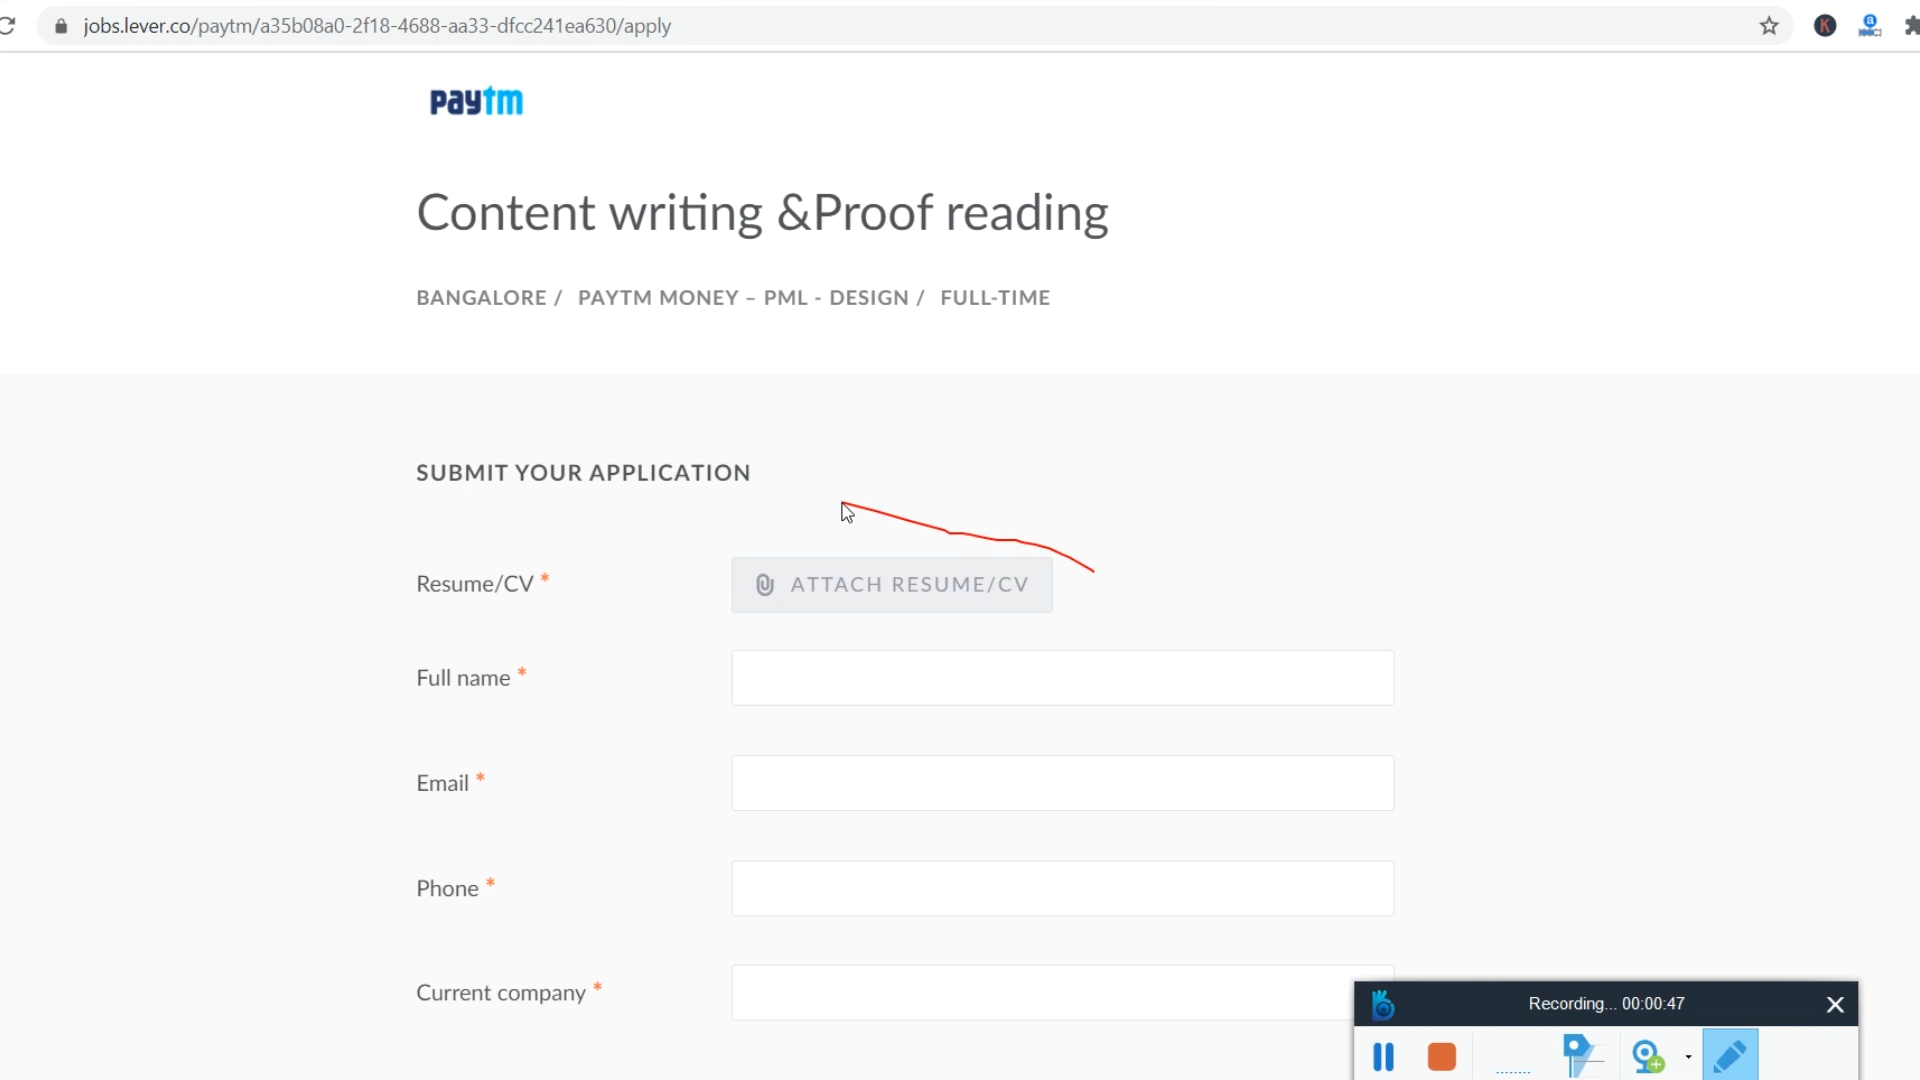 jobs.lever.co/paytm/a35b08a0-2f18-4688-aa33-dfcc241ea630/apply
paytm
Content writing &Proof reading
BANGALORE / PAYTM MONEY – PML - DESIGN / FULL-TIME
SUBMIT YOUR APPLICATION
Resume/CV *
ATTACH RESUME/CV
Full name *
Email *
Phone *
Current company *
Recording... 00:00:47